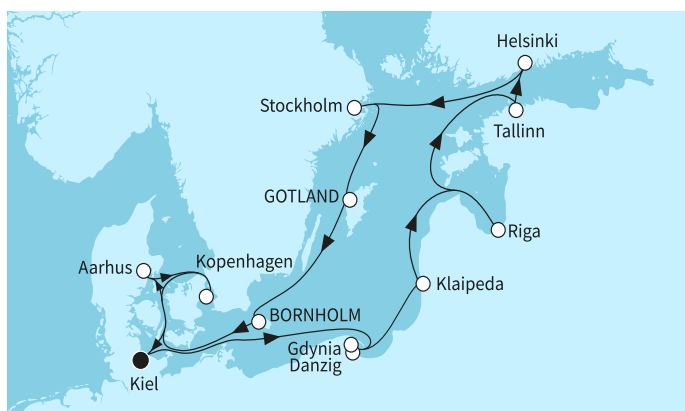 Helsinki
Stockholm
Tallinn
GOTLAND
Riga
Kopenhagen
Aarhus
Klaipeda
BORNHOLM
Gdynia
Danzig
Kiel